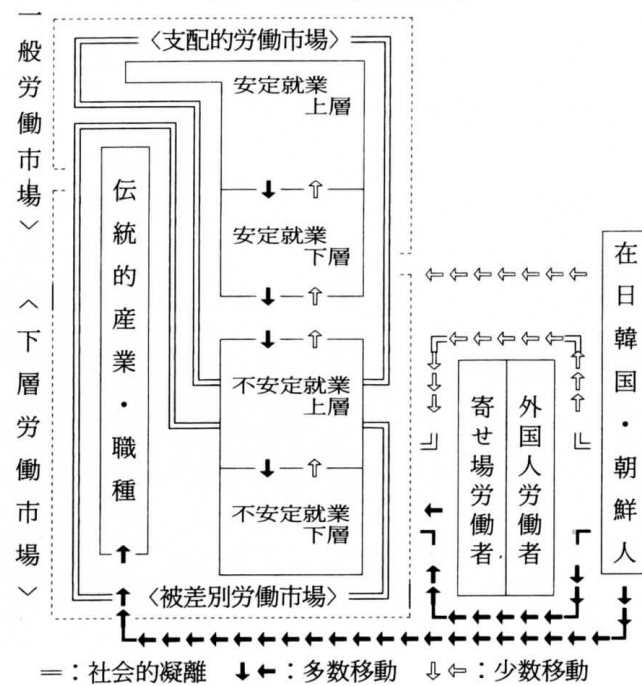 一般労働市場〉
〈下層労働市場〉
〈支配的労働市場〉
安定就業
上層
安定就業
下層
不安定就業
上層
不安定就業
下層
〈被差別労働市場〉
伝統的産業・職種
寄せ場労働者
外国人労働者
在日韓国・朝鮮人
＝：社会的凝離　⬇⬅：多数移動　⇩⇦：少数移動